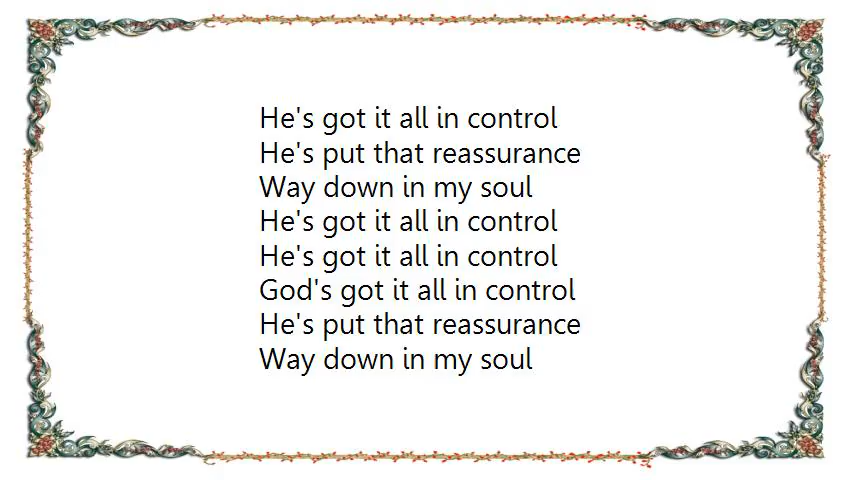 He's got it all in control
He's put that reassurance
Way down in my soul
He's got it all in control
He's got it all in control
God's got it all in control
He's put that reassurance
Way down in my soul